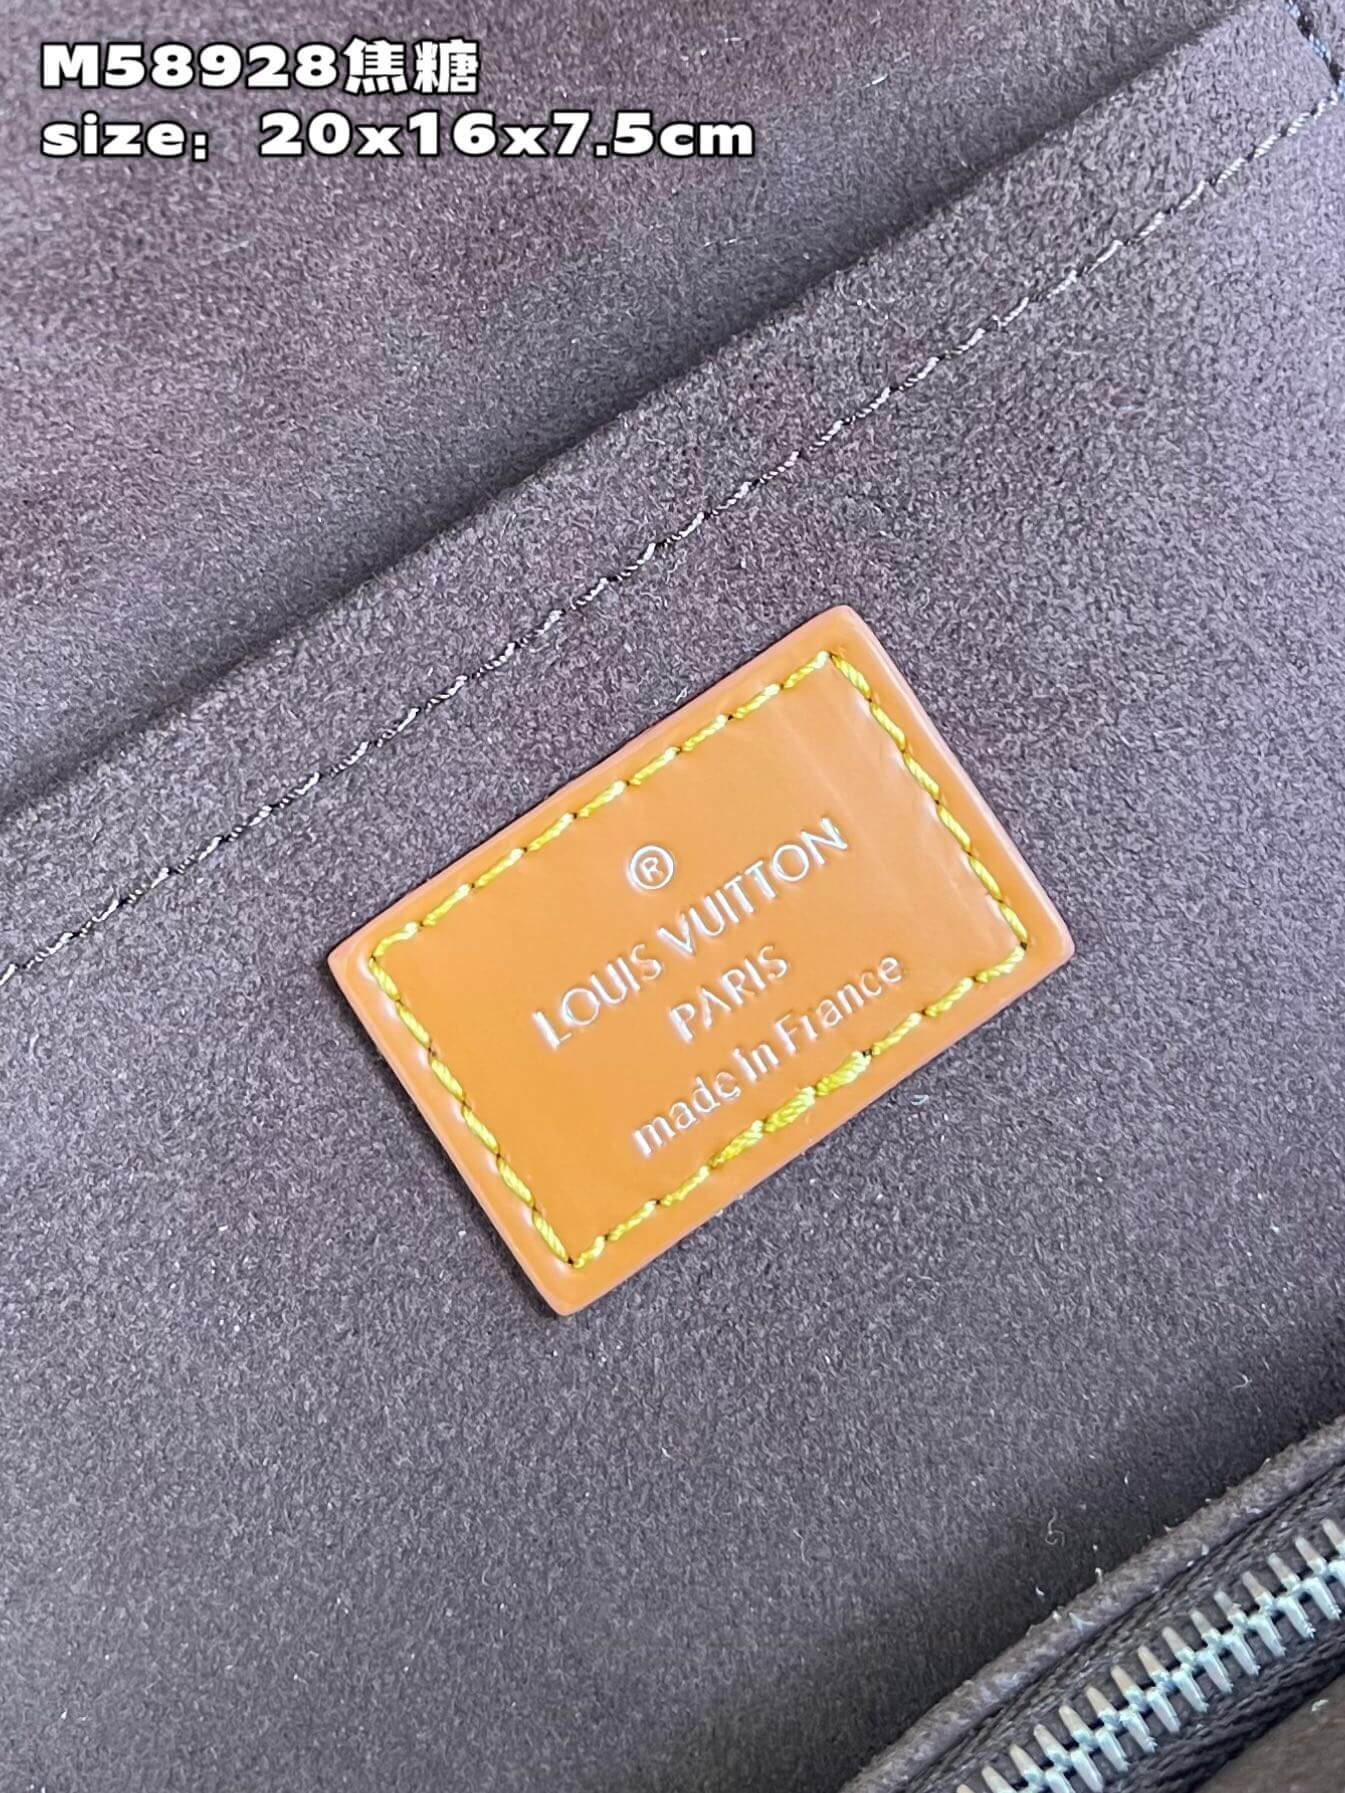 M58928焦糖
size：20x16x7.5cm
®
LOUIS VUITTON
PARIS
made in France